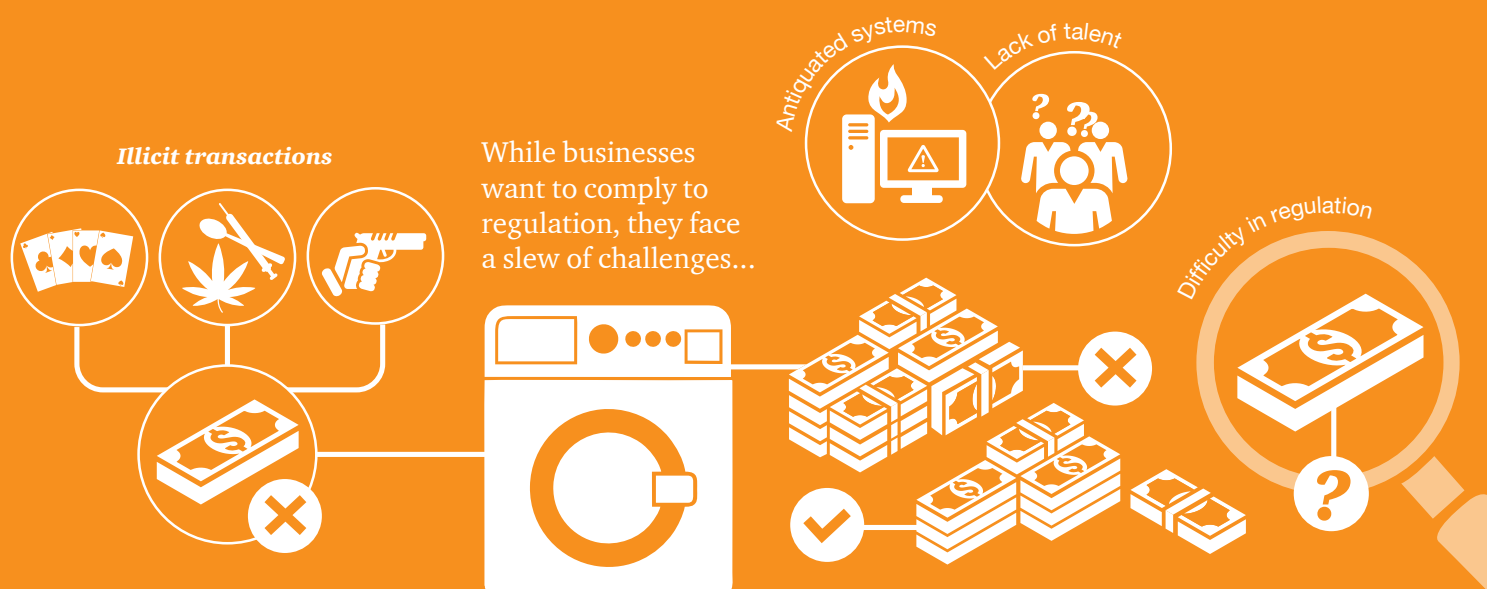 Illicit transactions
While businesses
want to comply to
regulation, they face
a slew of challenges...
Antiquated systems
Lack of talent
? ? ?
Difficulty in regulation
?